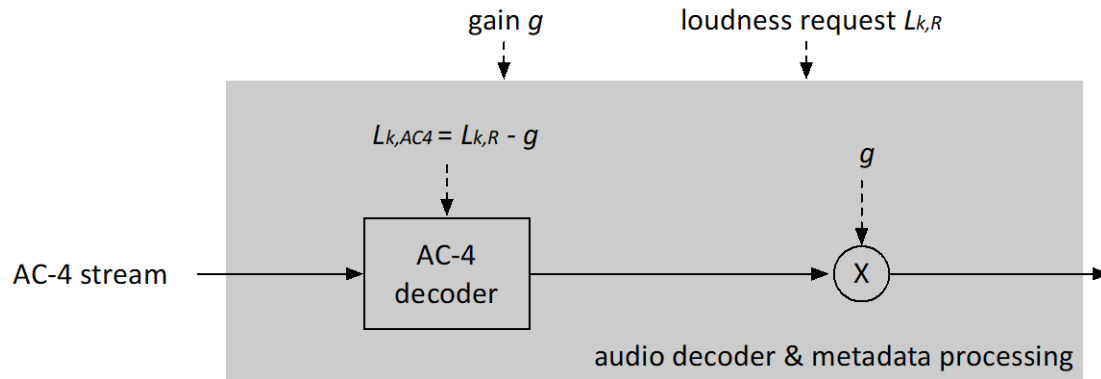 gain g
loudness request Lk,R
Lk,AC4 = Lk,R - g
g
AC-4 stream
AC-4
decoder
X
audio decoder & metadata processing